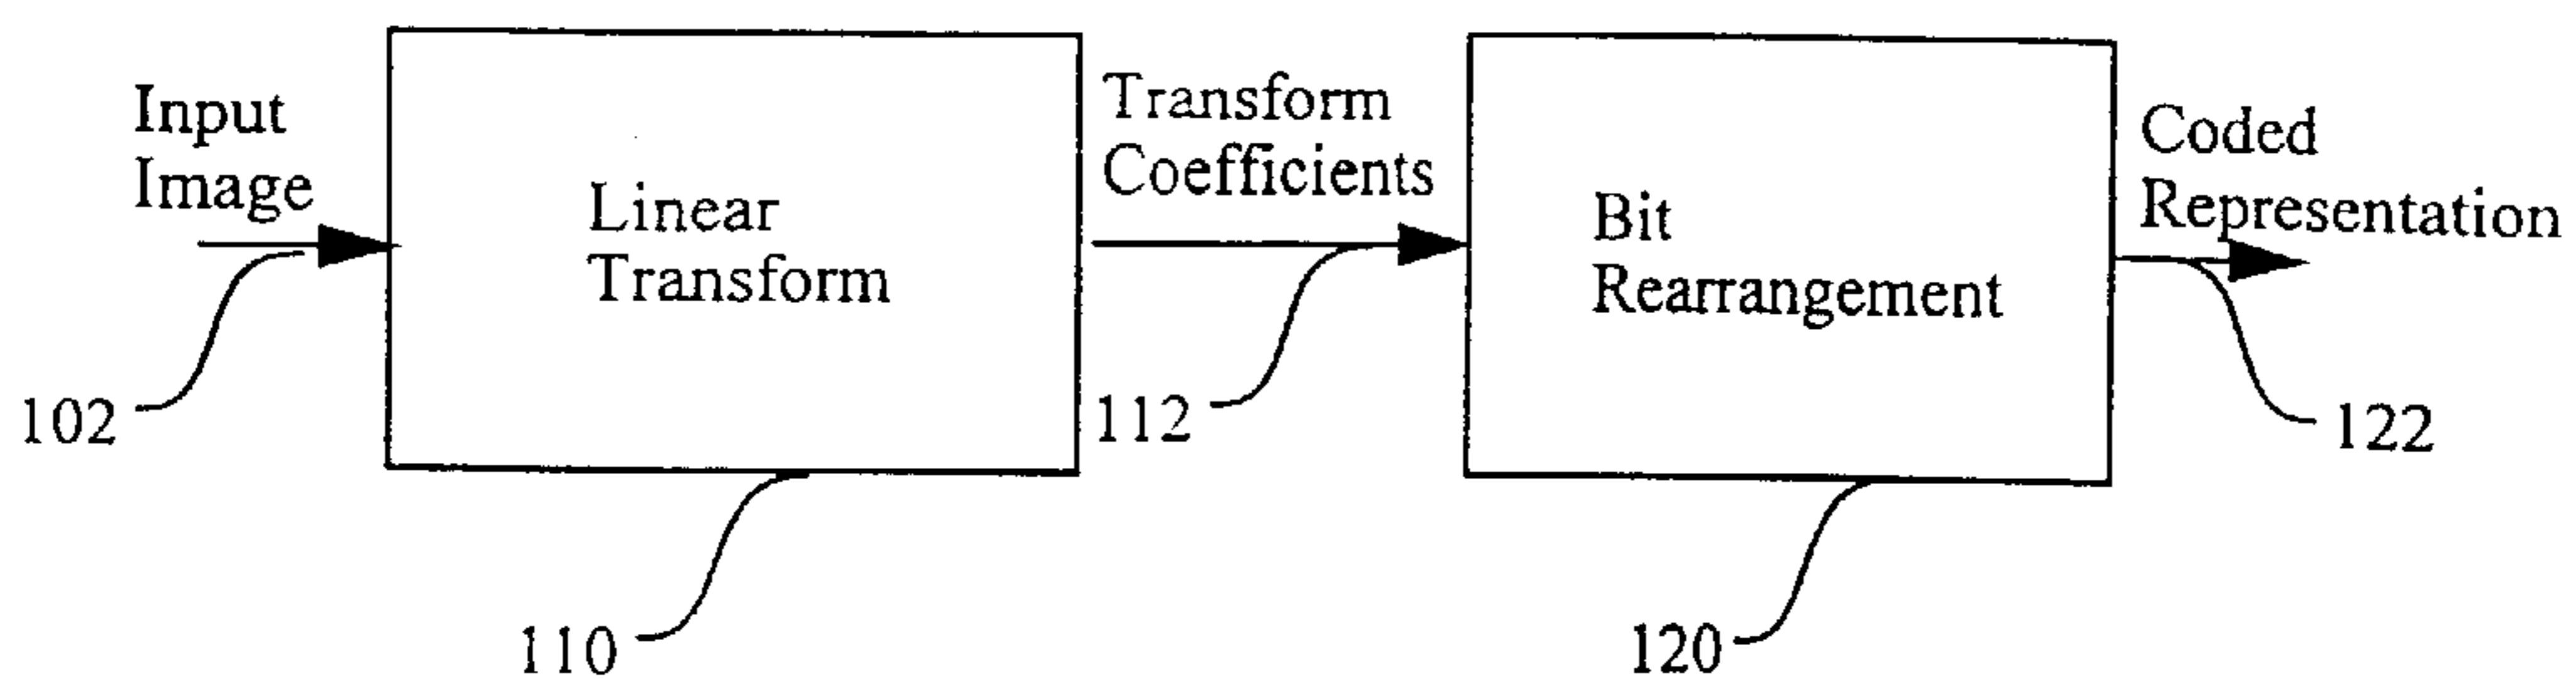 Input
Image
102
Linear
Transform
110
Transform
Coefficients
112
Bit
Rearrangement
120
Coded
Representation
122